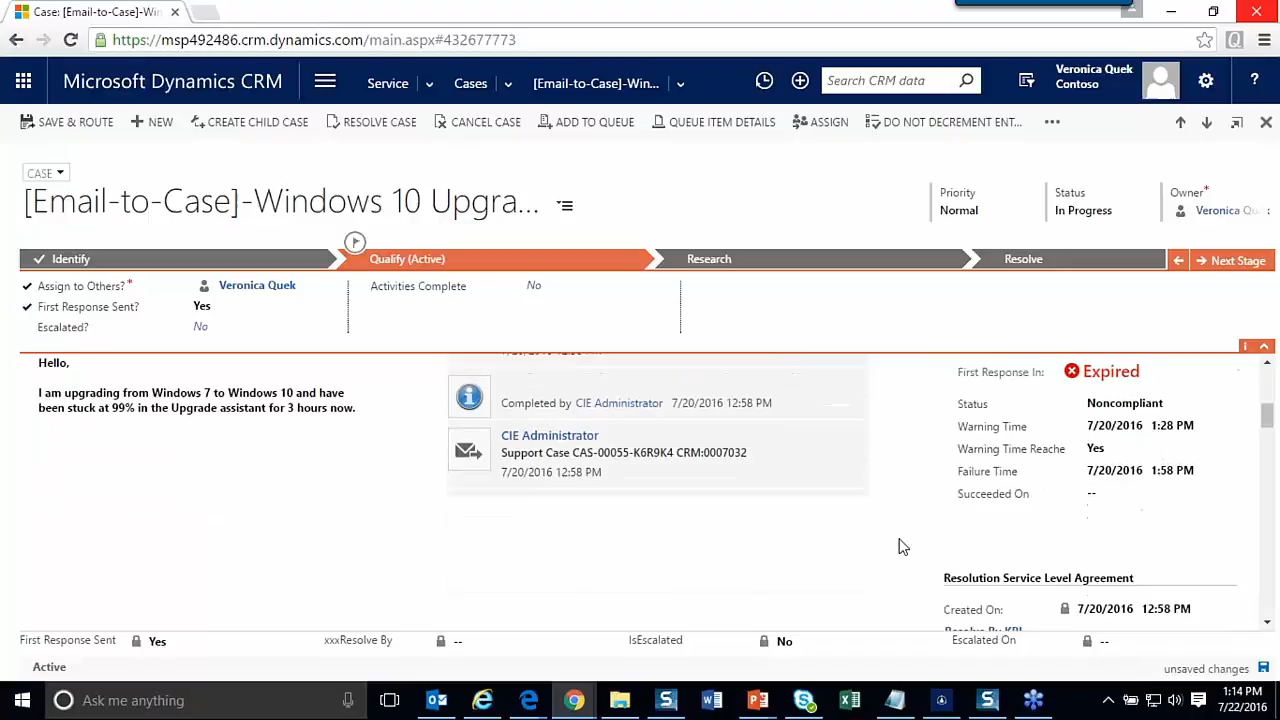 Case: [Email-to-Case]-Win
https://msp492486.crm.dynamics.com/main.aspx#432677773
Microsoft Dynamics CRM
Service
Cases
[Email-to-Case]-Win...
Search CRM data
Veronica Quek
Contoso
?
SAVE & ROUTE
NEW
CREATE CHILD CASE
RESOLVE CASE
CANCEL CASE
ADD TO QUEUE
QUEUE ITEM DETAILS
ASSIGN
DO NOT DECREMENT ENT...
CASE
[Email-to-Case]-Windows 10 Upgra...
Priority
Normal
Status
In Progress
Owner*
Veronica Qu
Identify
Qualify (Active)
Research
Resolve
Next Stage
Assign to Others?*
Veronica Quek
First Response Sent?
Yes
Escalated?
No
Activities Complete
No
Hello,
I am upgrading from Windows 7 to Windows 10 and have
been stuck at 99% in the Upgrade assistant for 3 hours now.
Completed by CIE Administrator 7/20/2016 12:58 PM
CIE Administrator
Support Case CAS-00055-K6R9K4 CRM:0007032
7/20/2016 12:58 PM
First Response In:
Expired
Status
Noncompliant
Warning Time
7/20/2016 1:28 PM
Warning Time Reache
Yes
Failure Time
7/20/2016 1:58 PM
Succeeded On
--
Resolution Service Level Agreement
Created On:
7/20/2016 12:58 PM
Resolve By KPI
First Response Sent
Yes
xxxResolve By
--
IsEscalated
No
Escalated On
--
Active
unsaved changes
Ask me anything
1:14 PM
7/22/2016